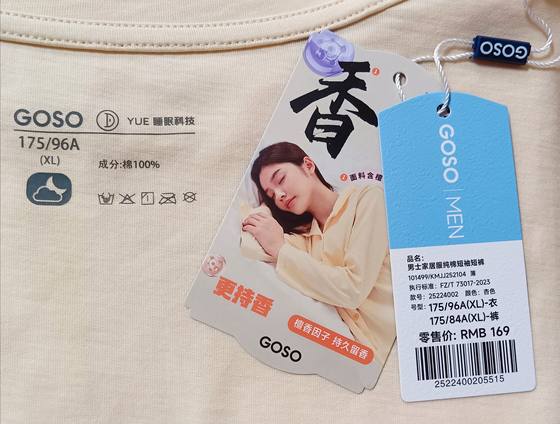 GOSO YUE 睡眠科技
175/96A
(XL)
成分:棉100%
香
面料含檀
更持香
檀香因子 持久留香
GOSO
GOSO
GOSO | MEN
品名:
男士家居服纯棉短袖短裤
101499/KMJJ252104 薄
执行标准: FZ/T 73017-2023
款号: 25224002 颜色: 杏色
号型: 175/96A(XL)-衣
175/84A(XL)-裤
零售价: RMB 169
2522400205515